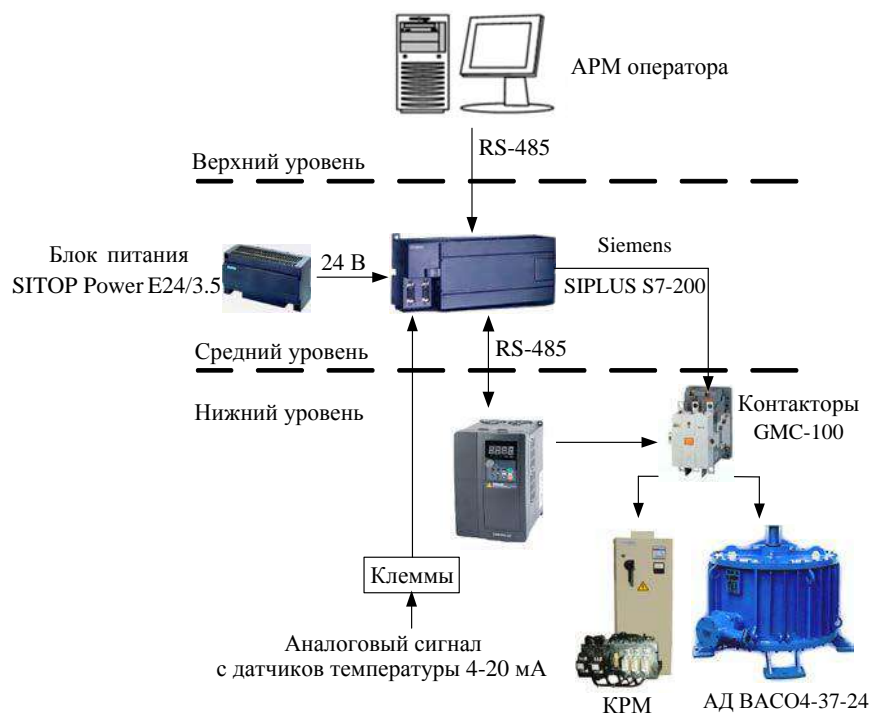 АРМ оператора
RS-485
Верхний уровень
Блок питания
SITOP Power E24/3.5
24 В
Siemens
SIPLUS S7-200
Средний уровень
RS-485
Нижний уровень
Контакторы
GMC-100
Клеммы
Аналоговый сигнал
с датчиков температуры 4-20 мА
КРМ
АД ВАСО4-37-24